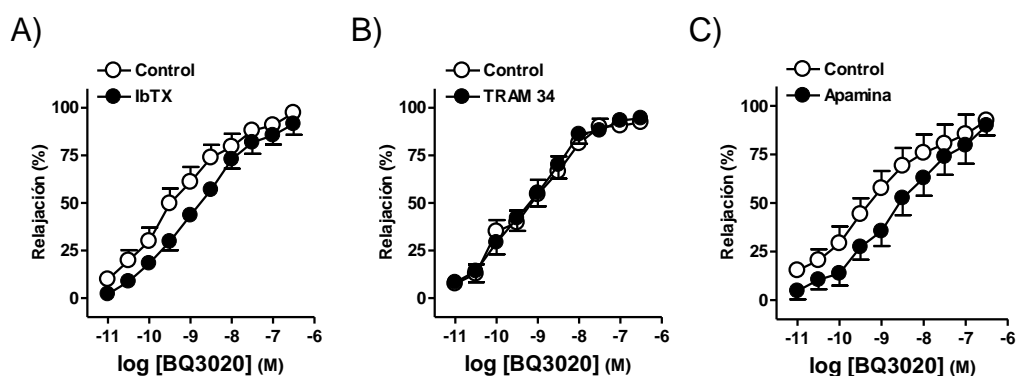 A)
Control
IbTX
100
75
50
25
0
Relajación (%)
-11 -10 -9 -8 -7 -6
log [BQ3020] (M)
B)
Control
TRAM 34
100
75
50
25
0
Relajación (%)
-11 -10 -9 -8 -7 -6
log [BQ3020] (M)
C)
Control
Apamina
100
75
50
25
0
Relajación (%)
-11 -10 -9 -8 -7 -6
log [BQ3020] (M)